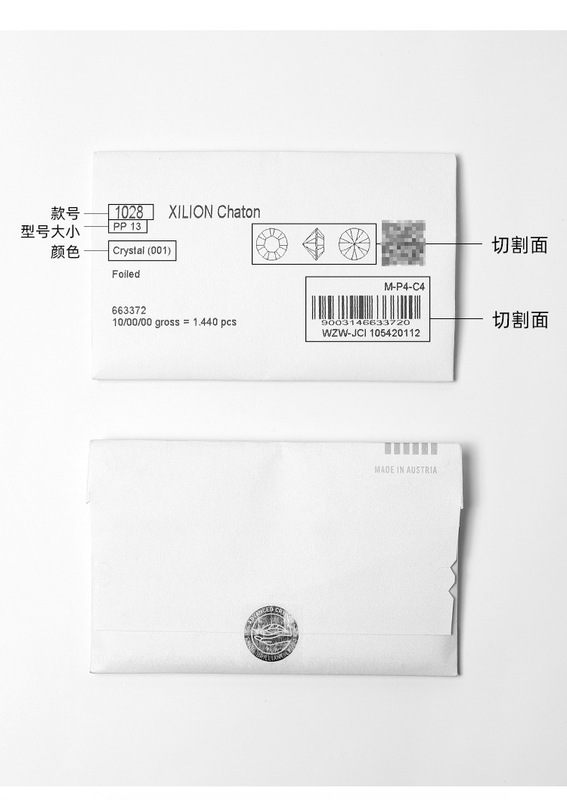 款号
1028 XILION Chaton
型号大小
PP 13
颜色
Crystal (001)
切割面
Foiled
M-P4-C4
663372
10/00/00 gross = 1.440 pcs
9003146633720
WZW-JCI 105420112
切割面
MADE IN AUSTRIA